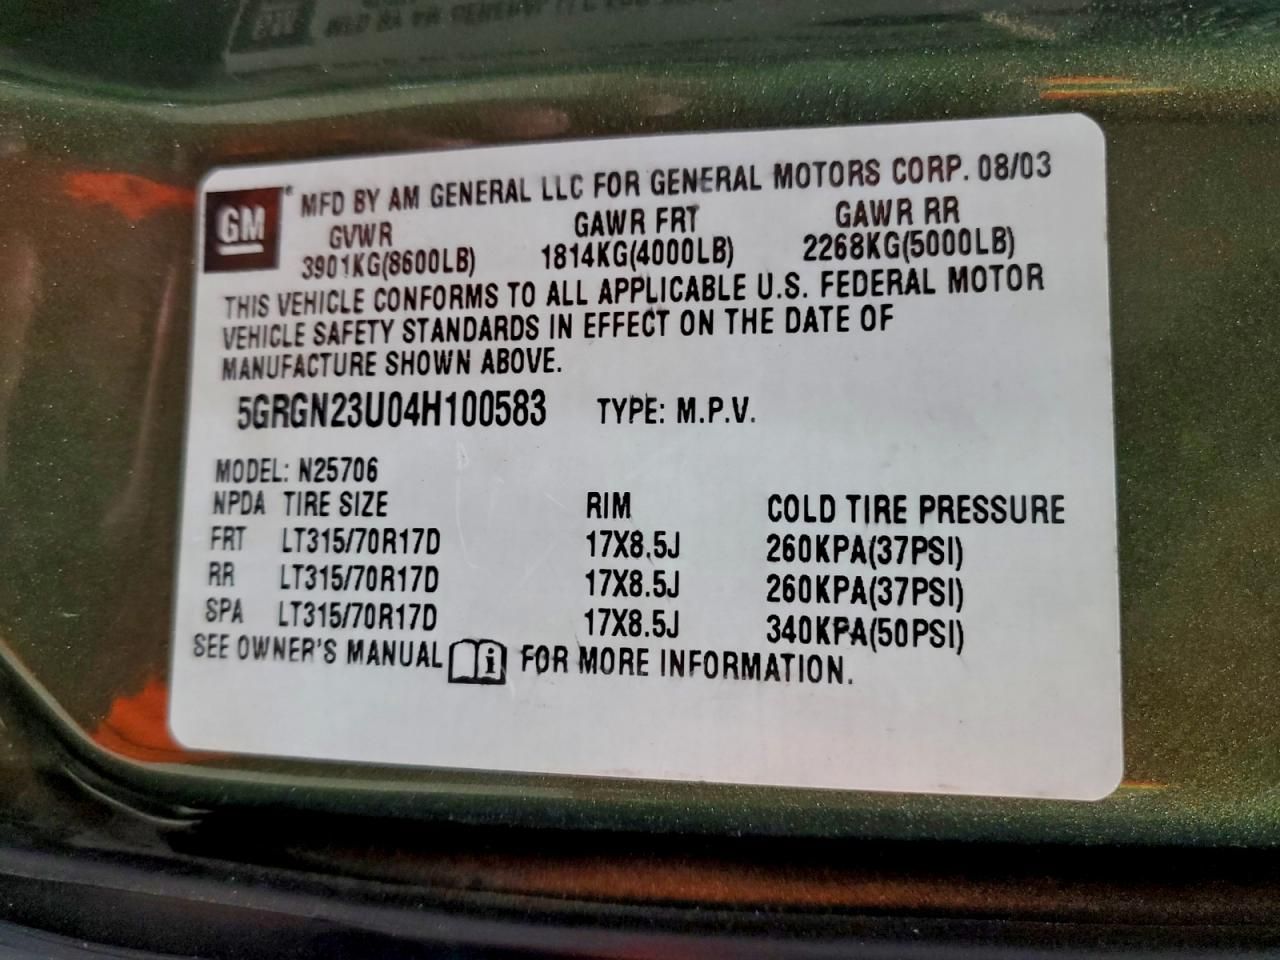 GM ® MFD BY AM GENERAL LLC FOR GENERAL MOTORS CORP. 08/03
GVWR GAWR FRT GAWR RR
3901KG(8600LB) 1814KG(4000LB) 2268KG(5000LB)
THIS VEHICLE CONFORMS TO ALL APPLICABLE U.S. FEDERAL MOTOR
VEHICLE SAFETY STANDARDS IN EFFECT ON THE DATE OF
MANUFACTURE SHOWN ABOVE.
5GRGN23U04H100583 TYPE: M.P.V.
MODEL: N25706
NPDA TIRE SIZE RIM COLD TIRE PRESSURE
FRT LT315/70R17D 17X8.5J 260KPA(37PSI)
RR LT315/70R17D 17X8.5J 260KPA(37PSI)
SPA LT315/70R17D 17X8.5J 340KPA(50PSI)
SEE OWNER'S MANUAL i FOR MORE INFORMATION.